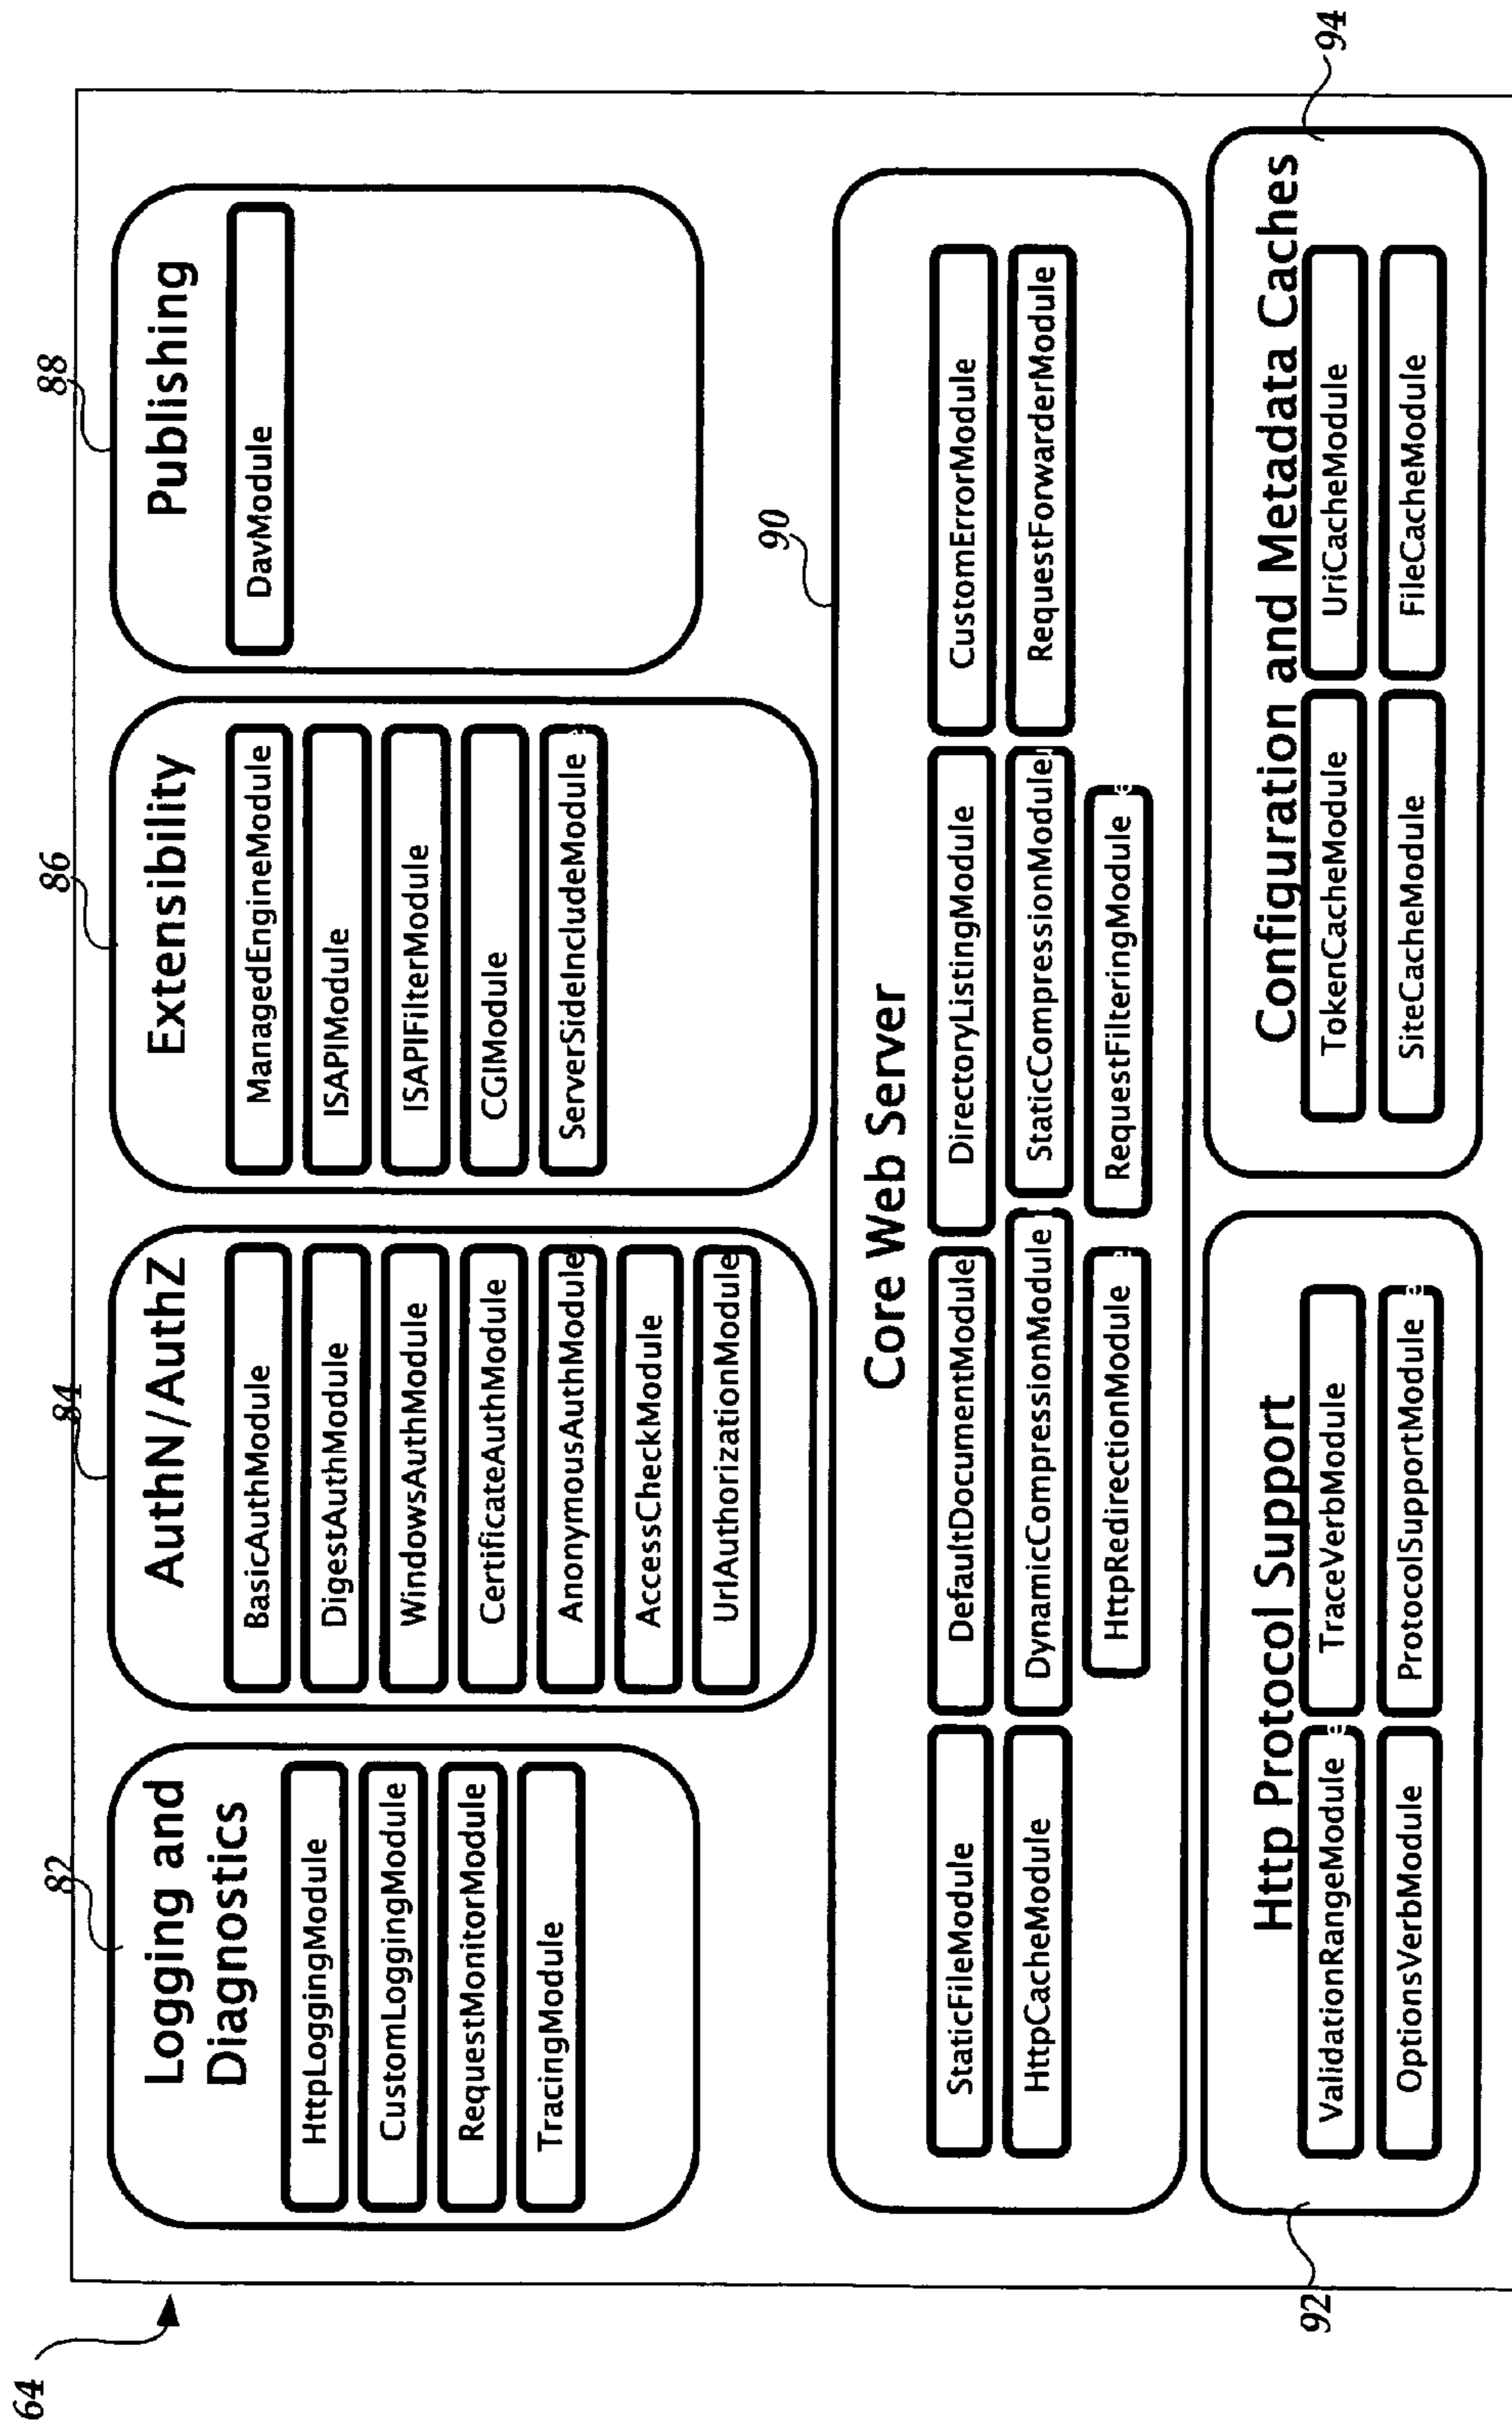 64
82
Logging and
Diagnostics
HttpLoggingModule
CustomLoggingModule
RequestMonitorModule
TracingModule
84
AuthN/AuthZ
BasicAuthModule
DigestAuthModule
WindowsAuthModule
CertificateAuthModule
AnonymousAuthModule
AccessCheckModule
UrlAuthorizationModule
86
Extensibility
ManagedEngineModule
ISAPIModule
ISAPIFilterModule
CGIModule
ServerSideIncludeModule
88
Publishing
DavModule
90
Core Web Server
StaticFileModule
DefaultDocumentModule
DirectoryListingModule
CustomErrorModule
HttpCacheModule
DynamicCompressionModule
StaticCompressionModule
RequestForwarderModule
HttpRedirectionModule
RequestFilteringModule
92
Http Protocol Support
ValidationRangeModule
TraceVerbModule
OptionsVerbModule
ProtocolSupportModule
94
Configuration and Metadata Caches
TokenCacheModule
UriCacheModule
SiteCacheModule
FileCacheModule